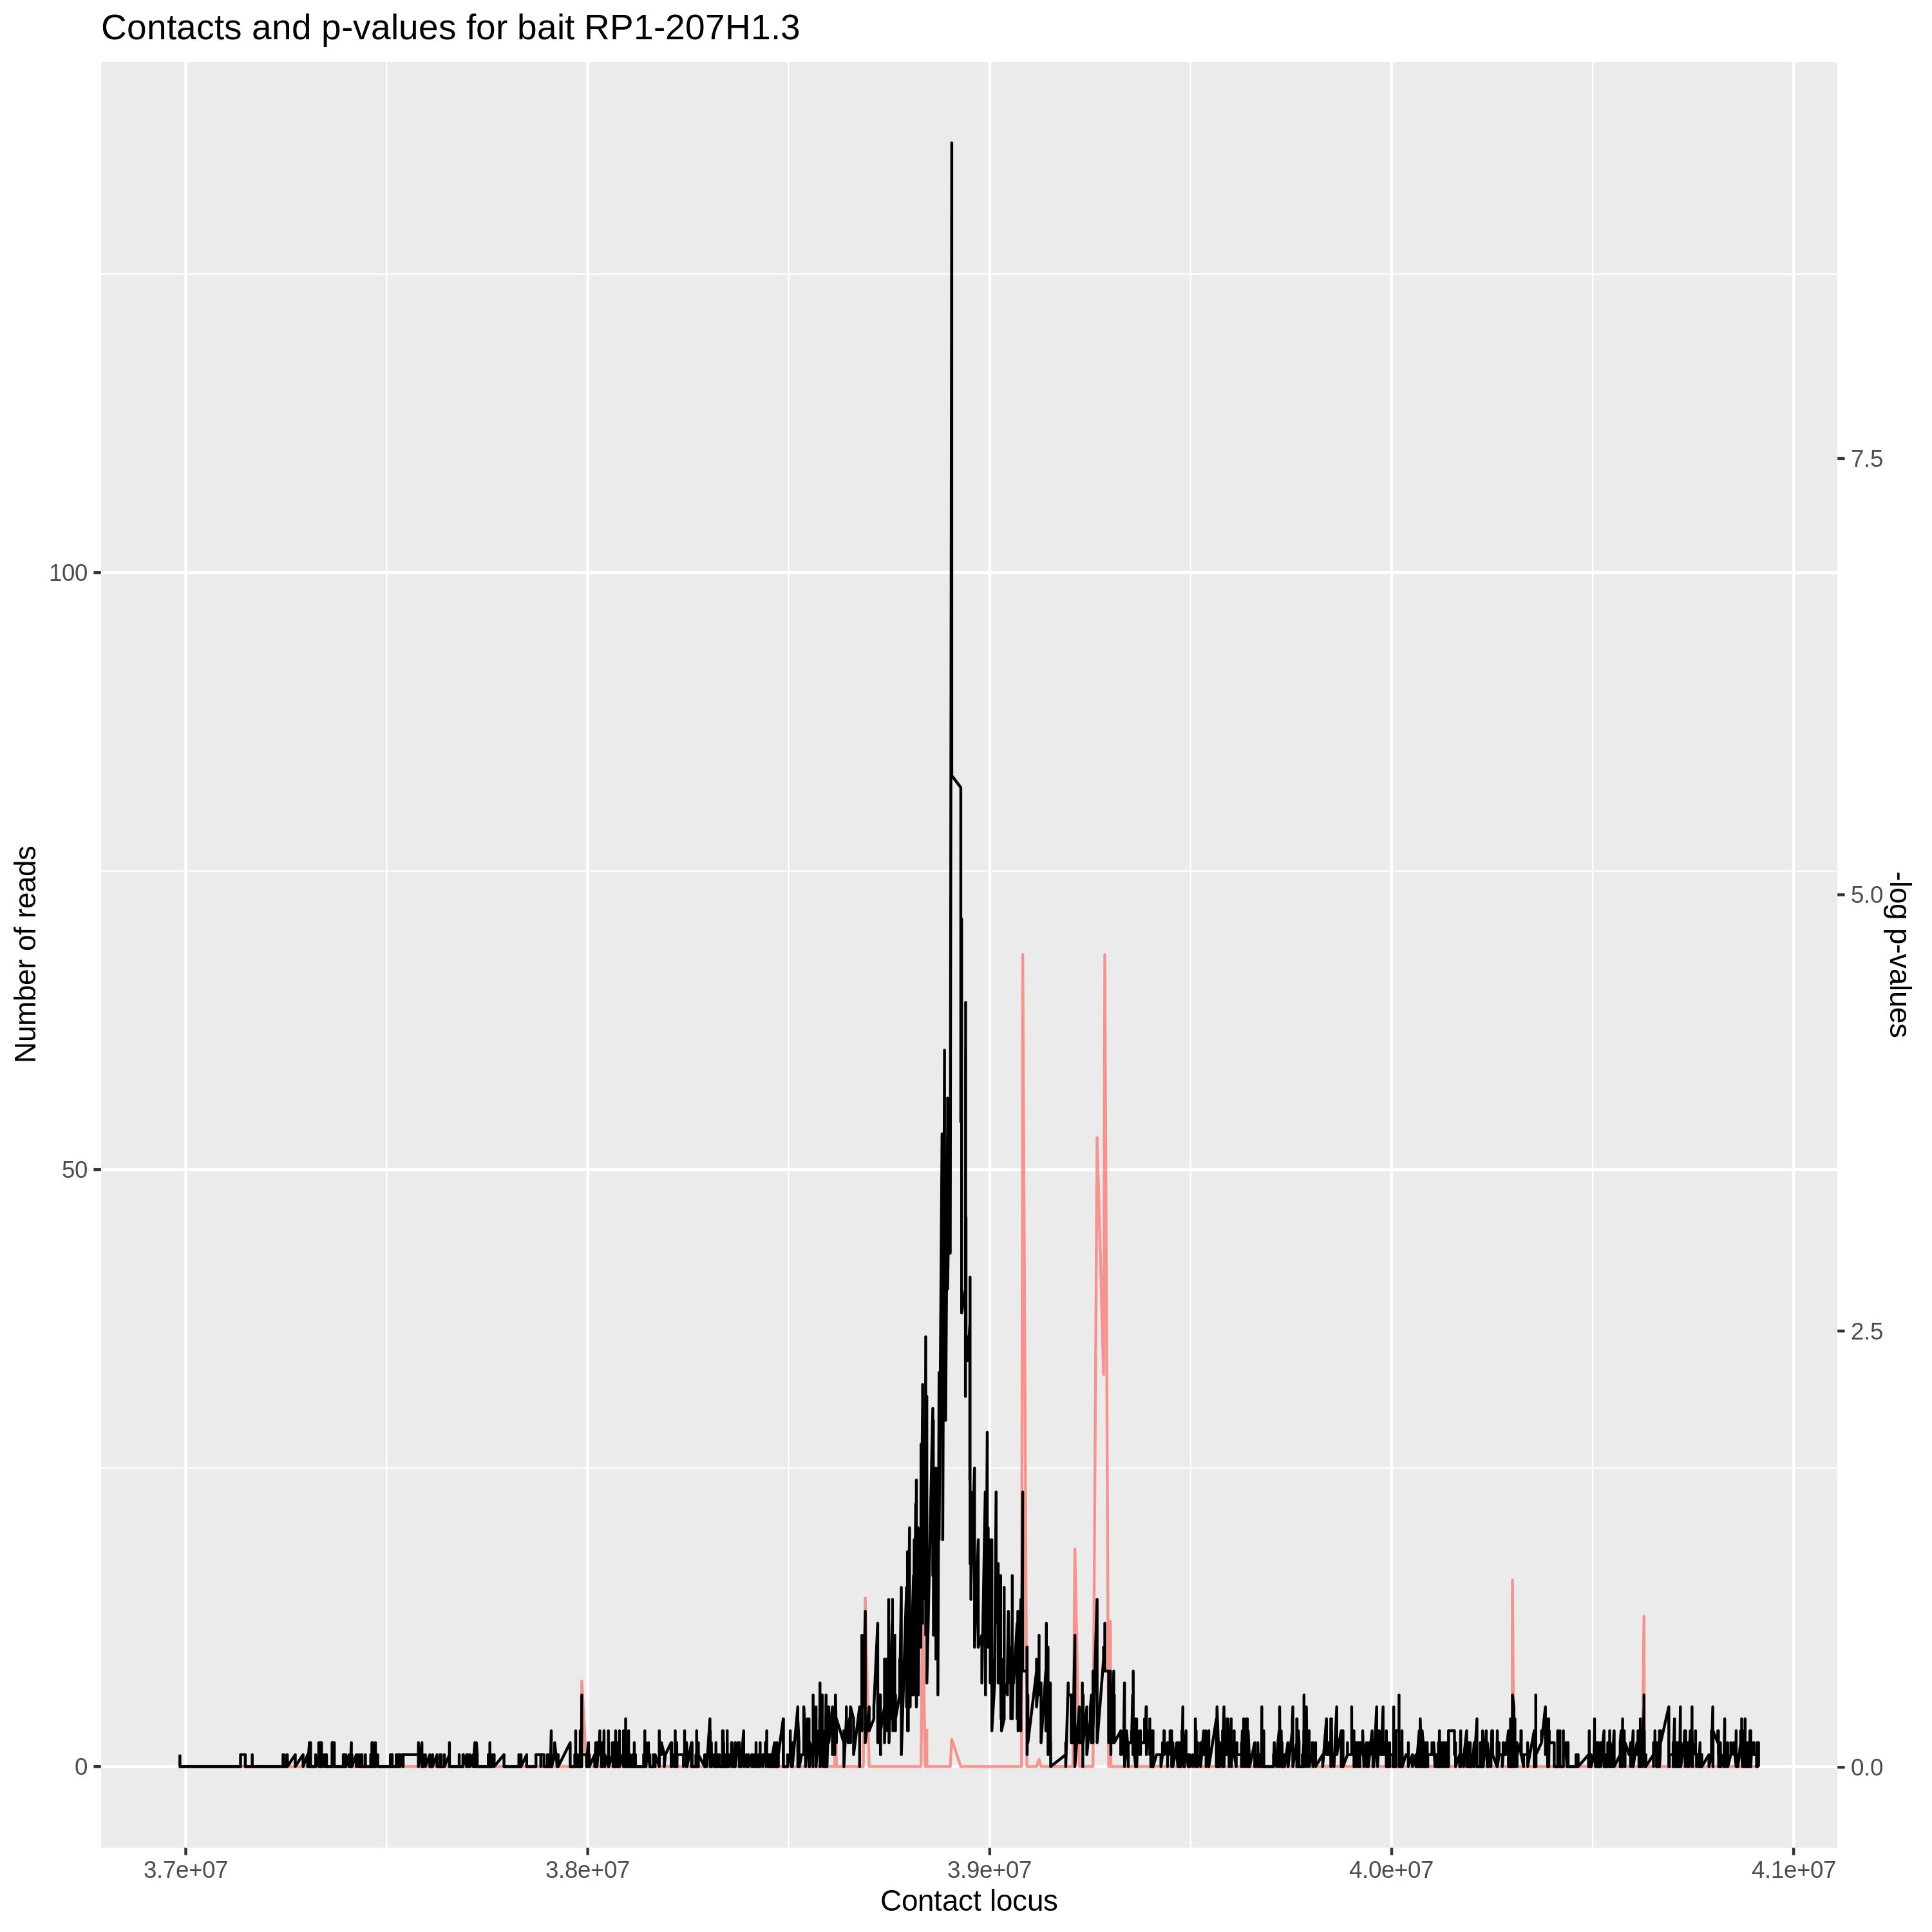 Contacts and p-values for bait RP1-207H1.3
Number of reads
100
50
0
7.5
5.0
2.5
0.0
-log p-values
3.7e+07
3.8e+07
3.9e+07
4.0e+07
4.1e+07
Contact locus